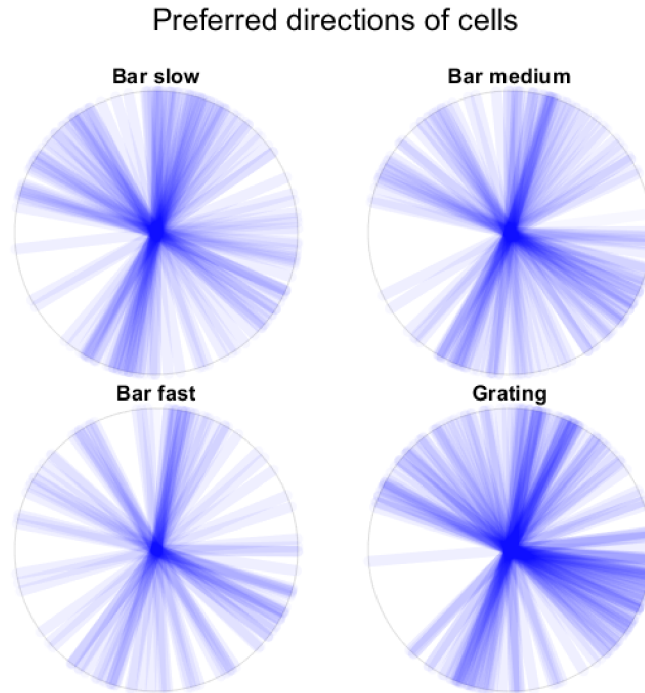 Preferred directions of cells
Bar slow
Bar medium
Bar fast
Grating